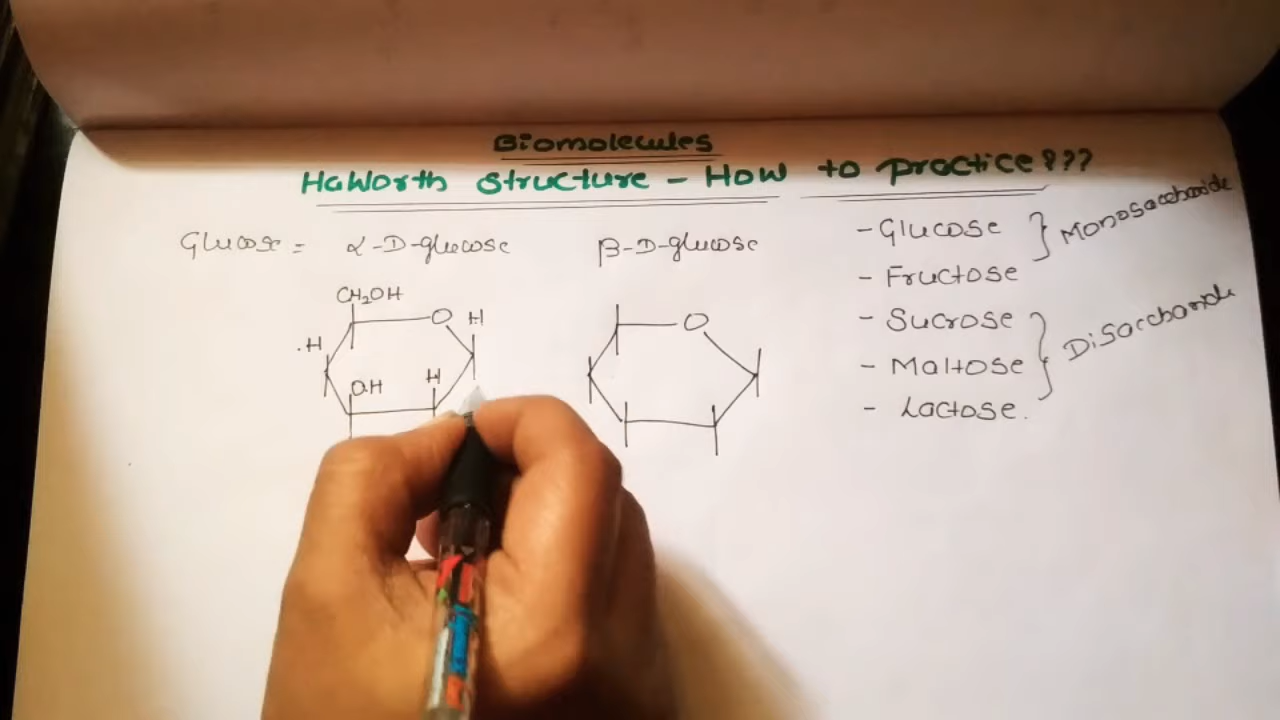 Biomolecules
Haworth structure - How to practice???
Glucose = α-D-glucose β-D-glucose
CH₂OH
O H
.H
OH H
O
- Glucose
- Fructose
} Monosaccharide
- Sucrose
- Maltose
- Lactose.
} Disaccharide